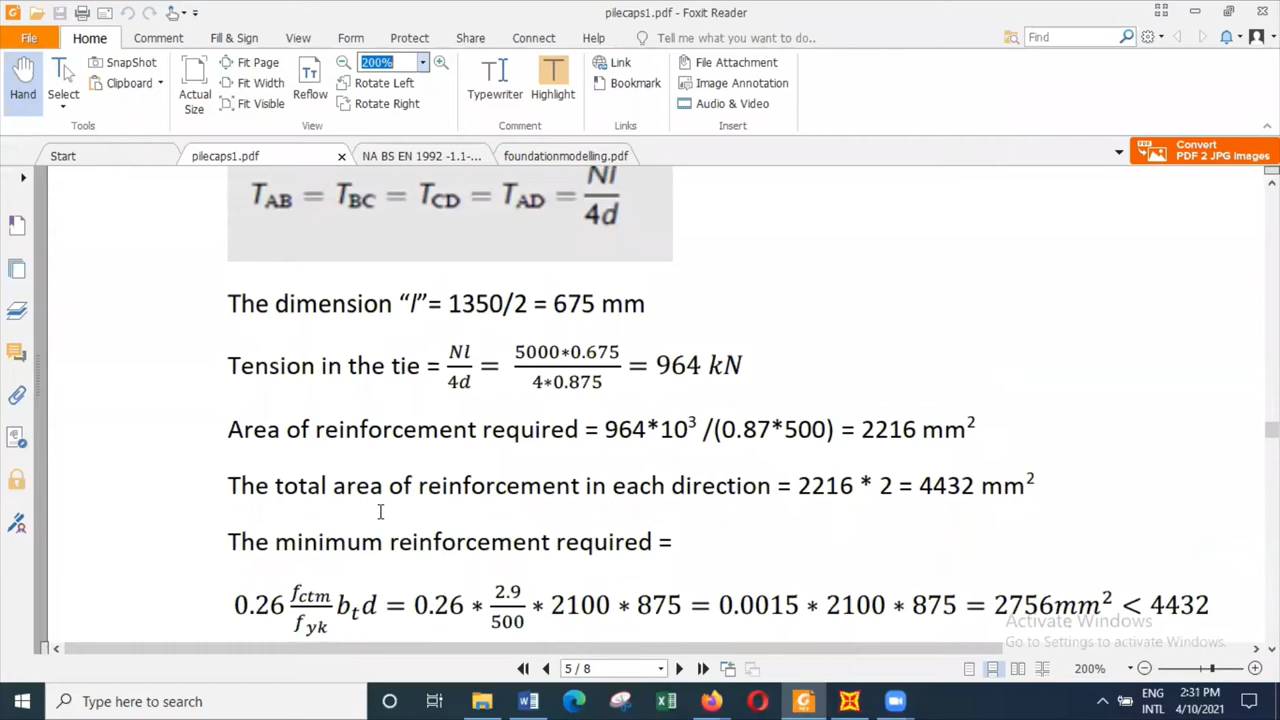 pilecaps1.pdf - Foxit Reader
File Home Comment Fill & Sign View Form Protect Share Connect Help Tell me what you want to do.. Find
Hand Select SnapShot Clipboard Actual Size Fit Page Fit Width Fit Visible Reflow 200% Rotate Left Rotate Right Typewriter Highlight Link Bookmark File Attachment Image Annotation Audio & Video
Tools View Comment Links Insert
Start pilecaps1.pdf NA BS EN 1992 -1.1-... foundationmodelling.pdf Convert PDF 2 JPG Images
T_AB = T_BC = T_CD = T_AD = Nl/4d
The dimension “l”= 1350/2 = 675 mm
Tension in the tie = Nl/4d = 5000*0.675/4*0.875 = 964 kN
Area of reinforcement required = 964*10³ /(0.87*500) = 2216 mm²
The total area of reinforcement in each direction = 2216 * 2 = 4432 mm²
The minimum reinforcement required =
0.26 f_ctm/f_yk b_t d = 0.26 * 2.9/500 * 2100 * 875 = 0.0015 * 2100 * 875 = 2756mm² < 4432
Activate Windows
Go to Settings to activate Windows.
5 / 8 200%
Type here to search ENG INTL 2:31 PM 4/10/2021